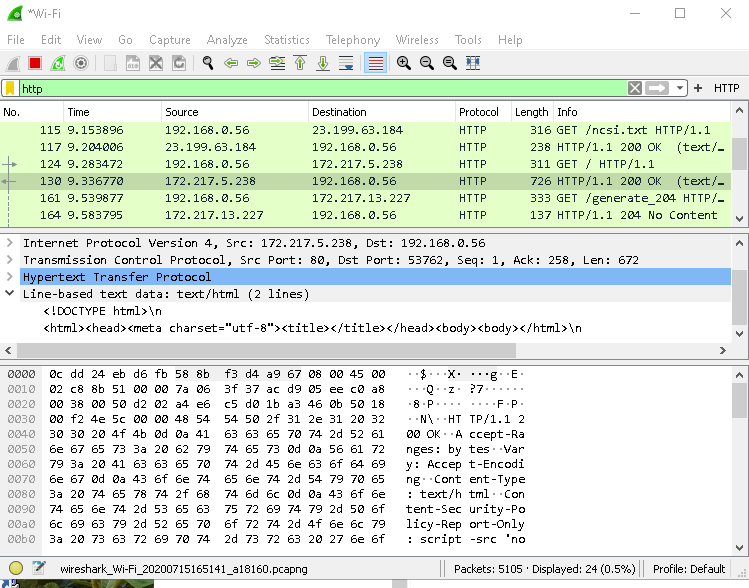 *Wi-Fi
File Edit View Go Capture Analyze Statistics Telephony Wireless Tools Help
http HTTP
No. Time Source Destination Protocol Length Info
115 9.153896 192.168.0.56 23.199.63.184 HTTP 316 GET /ncsi.txt HTTP/1.1
117 9.204006 23.199.63.184 192.168.0.56 HTTP 238 HTTP/1.1 200 OK (text/…
124 9.283472 192.168.0.56 172.217.5.238 HTTP 311 GET / HTTP/1.1
130 9.336770 172.217.5.238 192.168.0.56 HTTP 726 HTTP/1.1 200 OK (text/…
161 9.539877 192.168.0.56 172.217.13.227 HTTP 333 GET /generate_204 HTTP/…
164 9.583795 172.217.13.227 192.168.0.56 HTTP 137 HTTP/1.1 204 No Content
Internet Protocol Version 4, Src: 172.217.5.238, Dst: 192.168.0.56
Transmission Control Protocol, Src Port: 80, Dst Port: 53762, Seq: 1, Ack: 258, Len: 672
Hypertext Transfer Protocol
Line-based text data: text/html (2 lines)
<!DOCTYPE html>\n
<html><head><meta charset="utf-8"><title></title></head><body><body></html>\n
0000 0c dd 24 eb d6 fb 58 8b f3 d4 a9 67 08 00 45 00 ··$···X· ···g··E·
0010 02 c8 8b 51 00 00 7a 06 3f 37 ac d9 05 ee c0 a8 ···Q··z· ?7······
0020 00 38 00 50 d2 02 a4 e6 c5 d0 1b a3 46 0b 50 18 ·8·P···· ····F·P·
0030 00 f2 4e 5c 00 00 48 54 54 50 2f 31 2e 31 20 32 ··N\··HT TP/1.1 2
0040 30 30 20 4f 4b 0d 0a 41 63 63 65 70 74 2d 52 61 00 OK··A ccept-Ra
0050 6e 67 65 73 3a 20 62 79 74 65 73 0d 0a 56 61 72 nges: by tes··Var
0060 79 3a 20 41 63 63 65 70 74 2d 45 6e 63 6f 64 69 y: Accep t-Encodi
0070 6e 67 0d 0a 43 6f 6e 74 65 6e 74 2d 54 79 70 65 ng··Cont ent-Type
0080 3a 20 74 65 78 74 2f 68 74 6d 6c 0d 0a 43 6f 6e : text/h tml··Con
0090 74 65 6e 74 2d 53 65 63 75 72 69 74 79 2d 50 6f tent-Sec urity-Po
00a0 6c 69 63 79 2d 52 65 70 6f 72 74 2d 4f 6e 6c 79 licy-Rep ort-Only
00b0 3a 20 73 63 72 69 70 74 2d 73 72 63 20 27 6e 6f : script -src 'no
wireshark_Wi-Fi_20200715165141_a18160.pcapng Packets: 5105 · Displayed: 24 (0.5%) Profile: Default